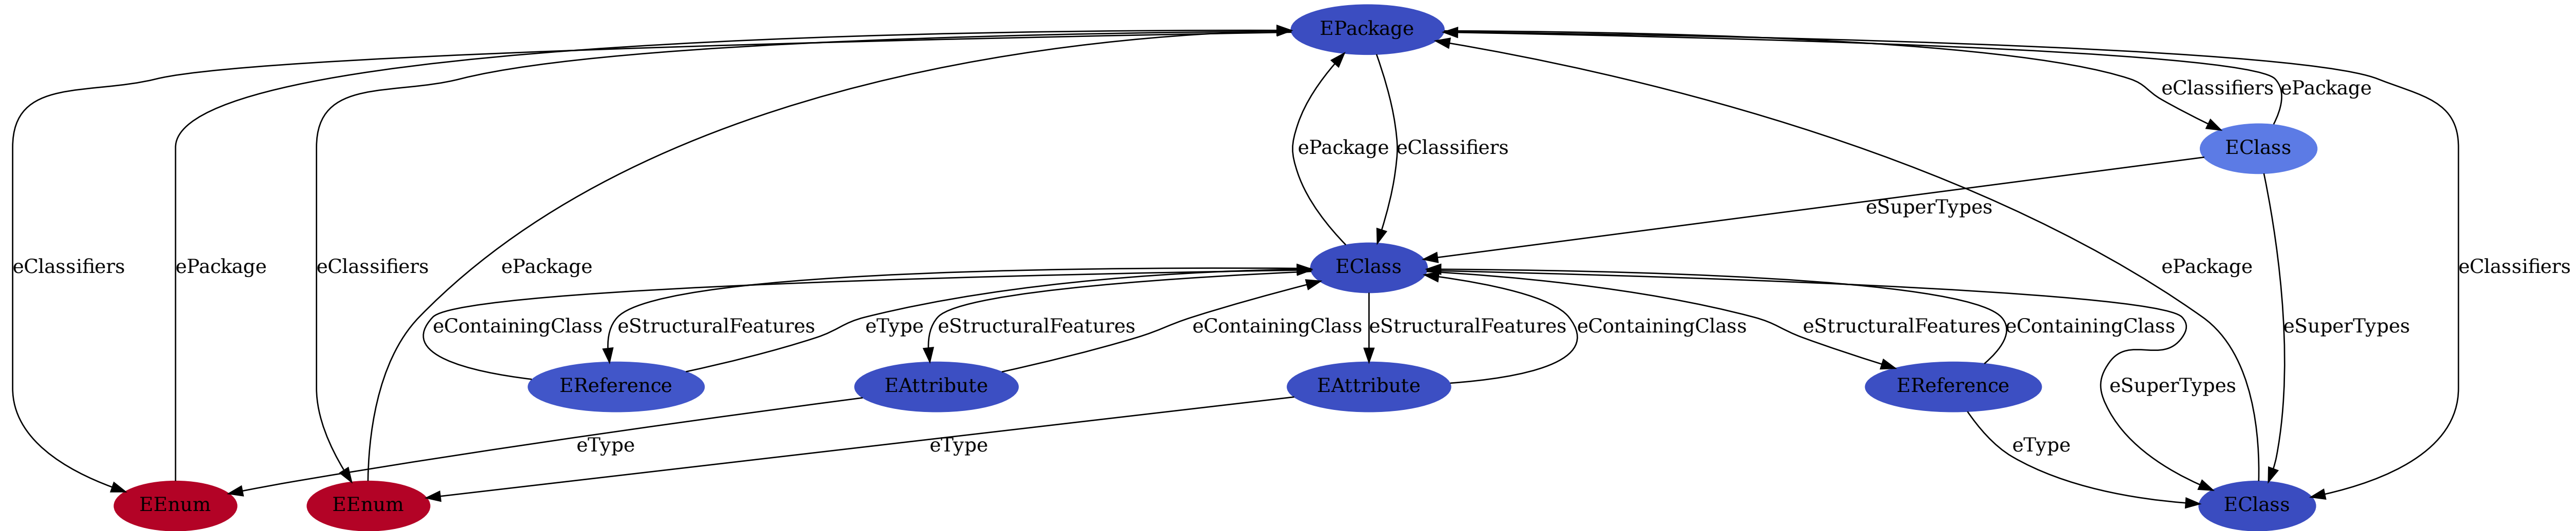 EPackage
eClassifiers
ePackage
EClass
ePackage
eClassifiers
eSuperTypes
eClassifiers
ePackage
eClassifiers
ePackage
EClass
ePackage
eClassifiers
eContainingClass
eStructuralFeatures
eType
eStructuralFeatures
eContainingClass
eStructuralFeatures
eContainingClass
eStructuralFeatures
eContainingClass
eSuperTypes
EReference
EAttribute
EAttribute
EReference
eSuperTypes
eType
eType
eType
EEnum
EEnum
EClass